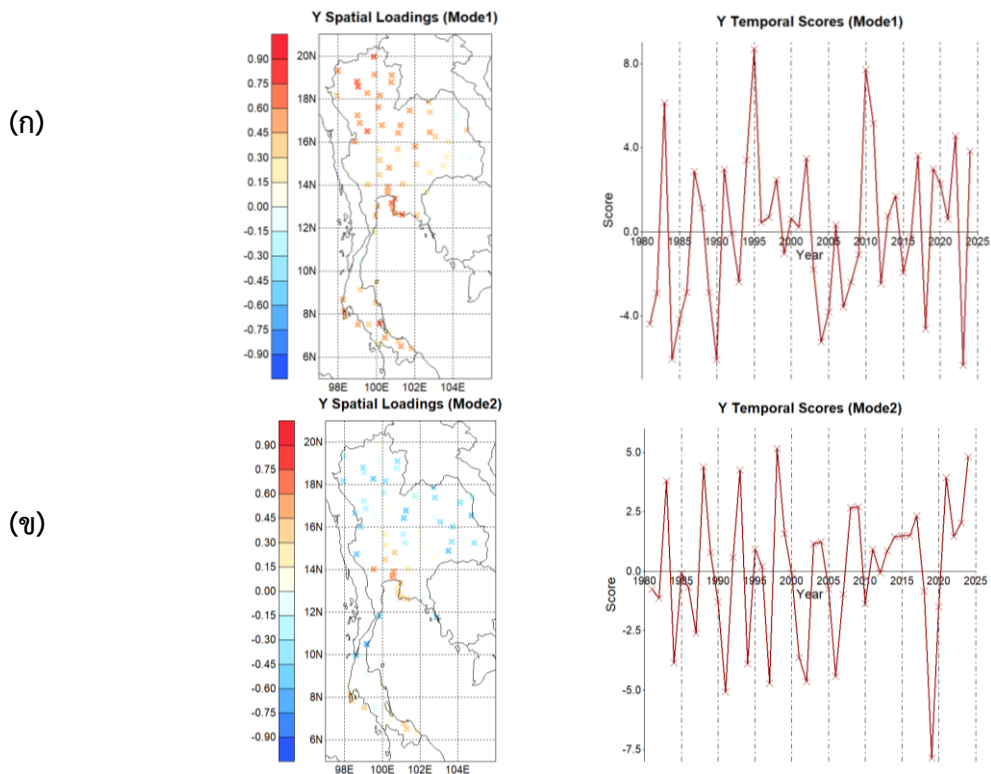 (ก)
Y Spatial Loadings (Mode1)
0.90
0.75
0.60
0.45
0.30
0.15
0.00
-0.15
-0.30
-0.45
-0.60
-0.75
-0.90
20N
18N
16N
14N
12N
10N
8N
6N
98E 100E 102E 104E
Y Temporal Scores (Mode1)
8.0
4.0
0.0
-4.0
Score
1980 1985 1990 1995 2000 2005 2010 2015 2020 2025
Year
(ข)
Y Spatial Loadings (Mode2)
0.90
0.75
0.60
0.45
0.30
0.15
0.00
-0.15
-0.30
-0.45
-0.60
-0.75
-0.90
20N
18N
16N
14N
12N
10N
8N
6N
98E 100E 102E 104E
Y Temporal Scores (Mode2)
5.0
2.5
0.0
-2.5
-5.0
-7.5
Score
1980 1985 1990 1995 2000 2005 2010 2015 2020 2025
Year